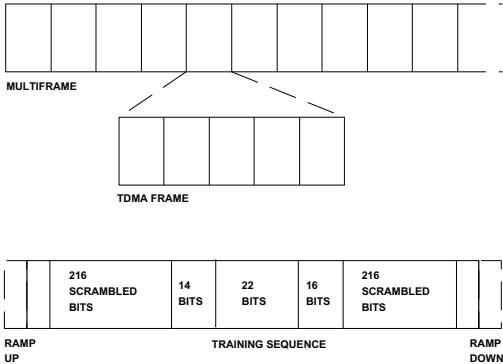 MULTIFRAME
TDMA FRAME
216
SCRAMBLED
BITS
14
BITS
22
BITS
16
BITS
216
SCRAMBLED
BITS
RAMP
UP
TRAINING SEQUENCE
RAMP
DOWN